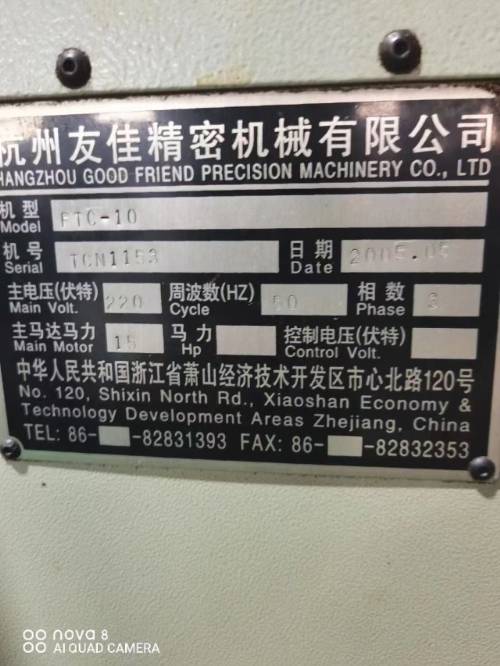 杭州友佳精密机械有限公司
HANGZHOU GOOD FRIEND PRECISION MACHINERY CO., LTD
机型 Model FTC-10
机号 Serial TCN1153 日期 Date 2005.05
主电压(伏特) Main Volt. 220 周波数(HZ) Cycle 50 相数 Phase 3
主马达马力 Main Motor 15 马力 Hp 控制电压(伏特) Control Volt.
中华人民共和国浙江省萧山经济技术开发区市心北路120号
No. 120, Shixin North Rd., Xiaoshan Economy &
Technology Development Areas Zhejiang, China
TEL: 86- -82831393 FAX: 86- -82832353
nova 8
AI QUAD CAMERA